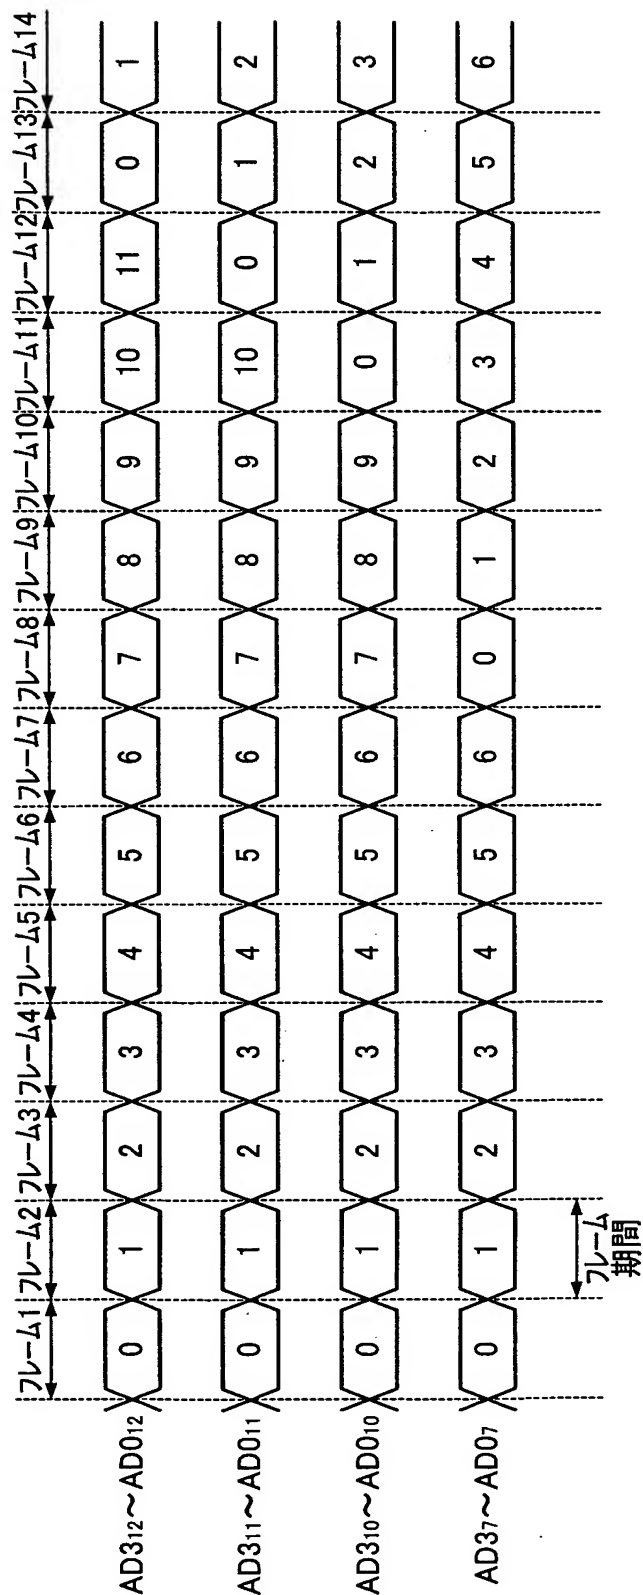 フレーム1 フレーム2 フレーム3 フレーム4 フレーム5 フレーム6 フレーム7 フレーム8 フレーム9 フレーム10 フレーム11 フレーム12 フレーム13 フレーム14
AD3₁₂～AD0₁₂ 0 1 2 3 4 5 6 7 8 9 10 11 0 1
AD3₁₁～AD0₁₁ 0 1 2 3 4 5 6 7 8 9 10 0 1 2
AD3₁₀～AD0₁₀ 0 1 2 3 4 5 6 7 8 9 0 1 2 3
AD3₇～AD0₇ 0 1 2 3 4 5 6 0 1 2 3 4 5 6
フレーム
期間